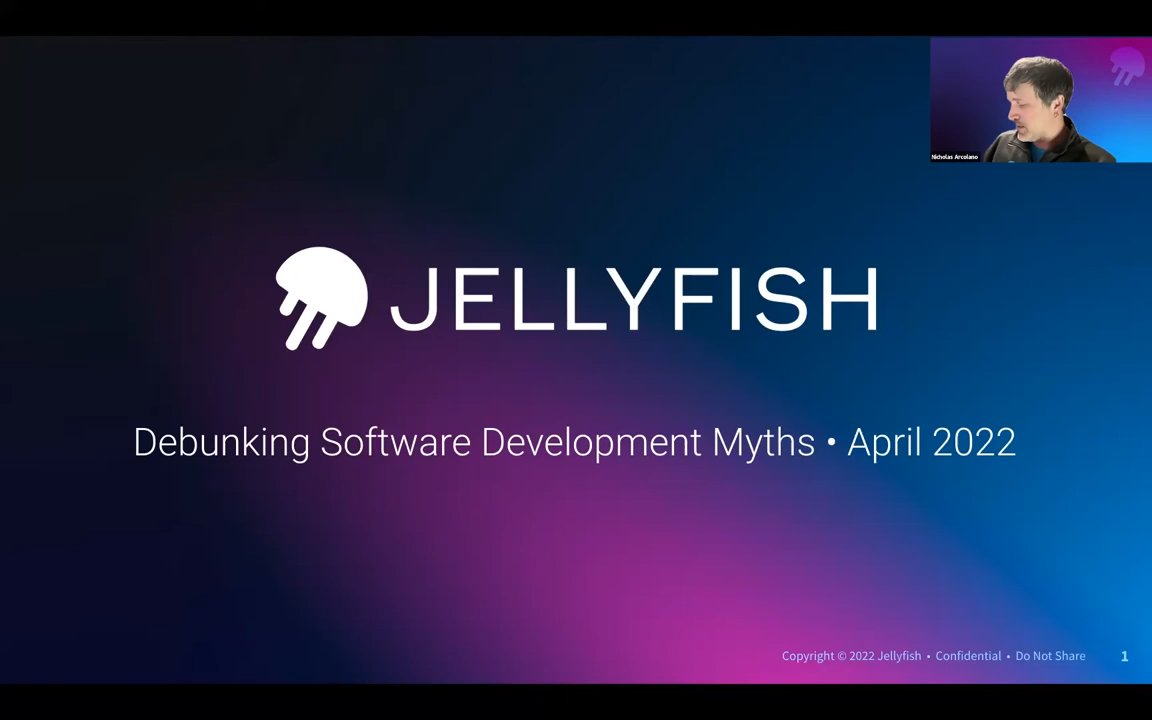 Nicholas Arcolano
JELLYFISH
Debunking Software Development Myths • April 2022
Copyright © 2022 Jellyfish • Confidential • Do Not Share 1